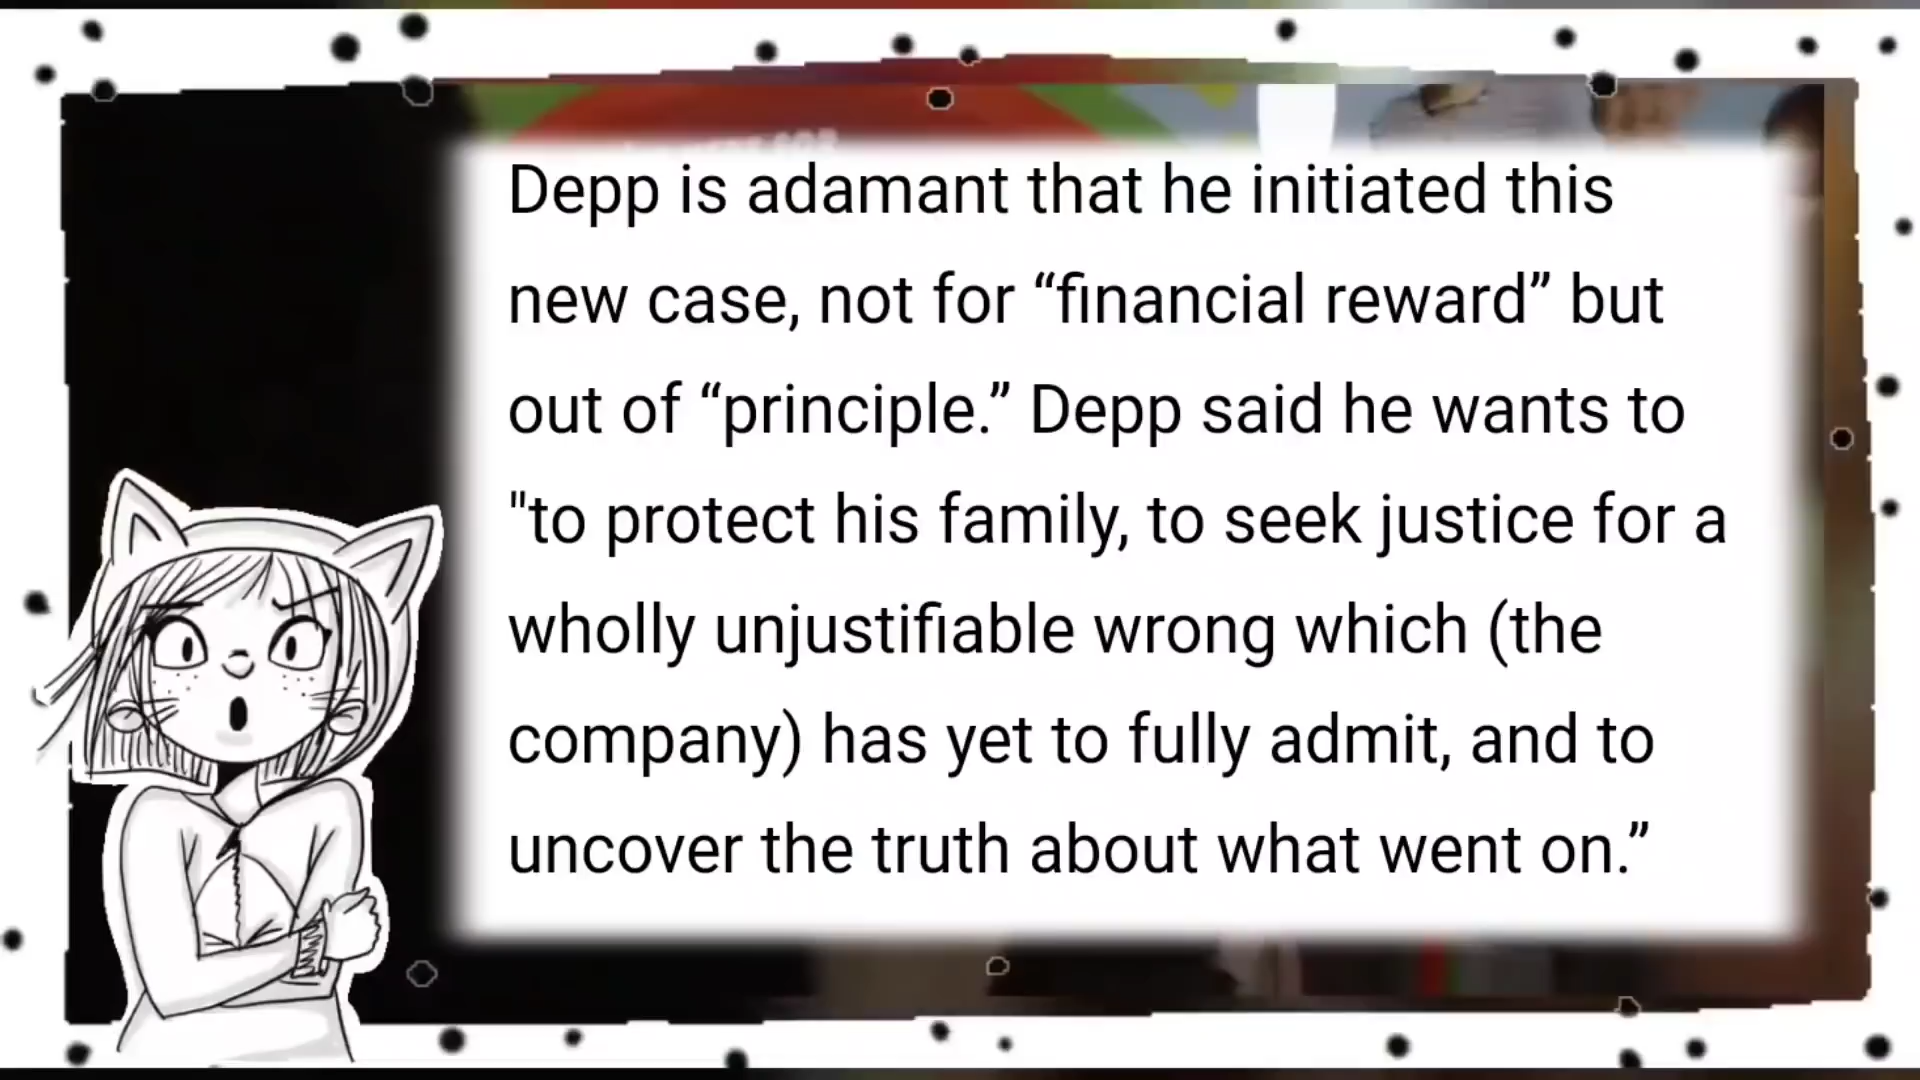 Depp is adamant that he initiated this
new case, not for “financial reward” but
out of “principle.” Depp said he wants to
"to protect his family, to seek justice for a
wholly unjustifiable wrong which (the
company) has yet to fully admit, and to
uncover the truth about what went on.”